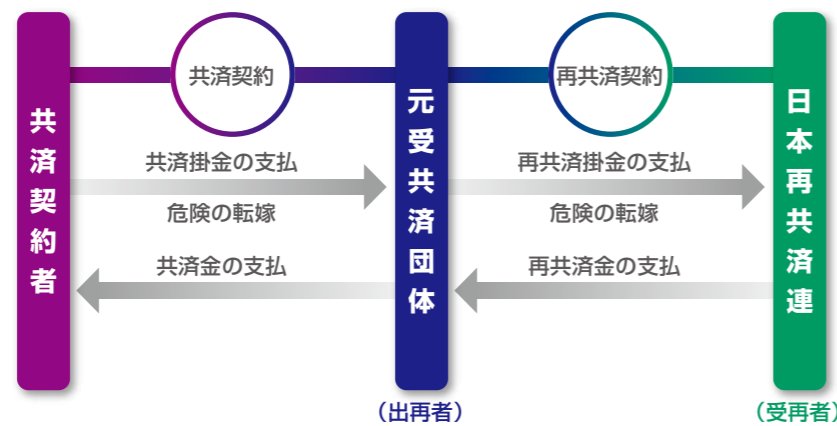 共済契約
再共済契約
共済契約者
元受共済団体
日本再共済連
共済掛金の支払
危険の転嫁
共済金の支払
再共済掛金の支払
危険の転嫁
再共済金の支払
（出再者）
（受再者）